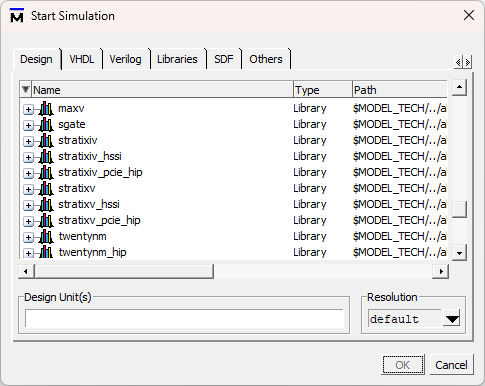 M Start Simulation
Design VHDL Verilog Libraries SDF Others
Name Type Path
maxv Library $MODEL_TECH/../a
sgate Library $MODEL_TECH/../a
stratixiv Library $MODEL_TECH/../a
stratixiv_hssi Library $MODEL_TECH/../a
stratixiv_pcie_hip Library $MODEL_TECH/../a
stratixv Library $MODEL_TECH/../a
stratixv_hssi Library $MODEL_TECH/../a
stratixv_pcie_hip Library $MODEL_TECH/../a
twentynm Library $MODEL_TECH/../a
twentynm_hip Library $MODEL_TECH/../a
Design Unit(s) Resolution
default
OK Cancel